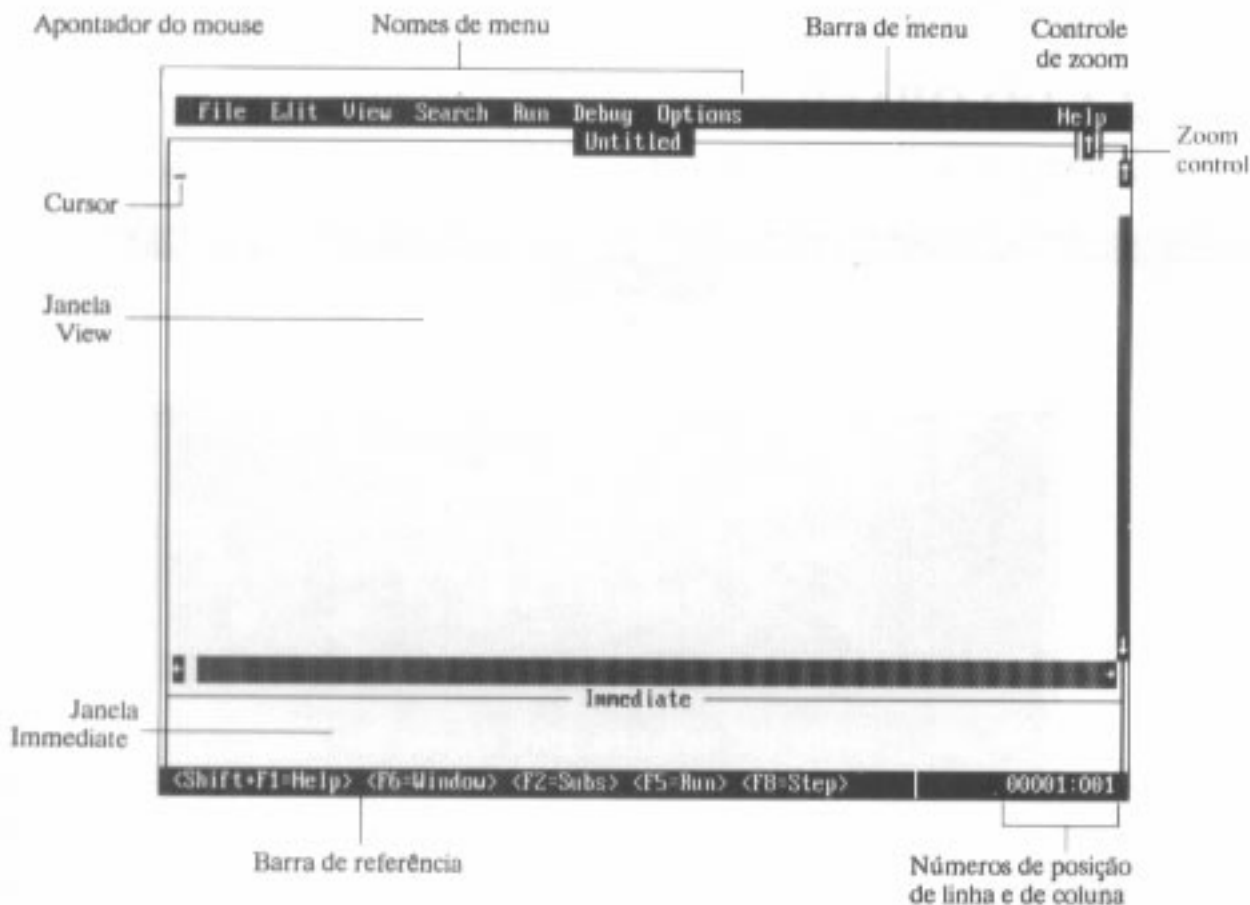 Apontador do mouse
Nomes de menu
Barra de menu
Controle
de zoom
File Edit View Search Run Debug Options Help
Untitled
Zoom
control
Cursor
Janela
View
Immediate
Janela
Immediate
<Shift+F1=Help> <F6=Window> <F2=Subs> <F5=Run> <F8=Step> 00001:001
Barra de referência
Números de posição
de linha e de coluna